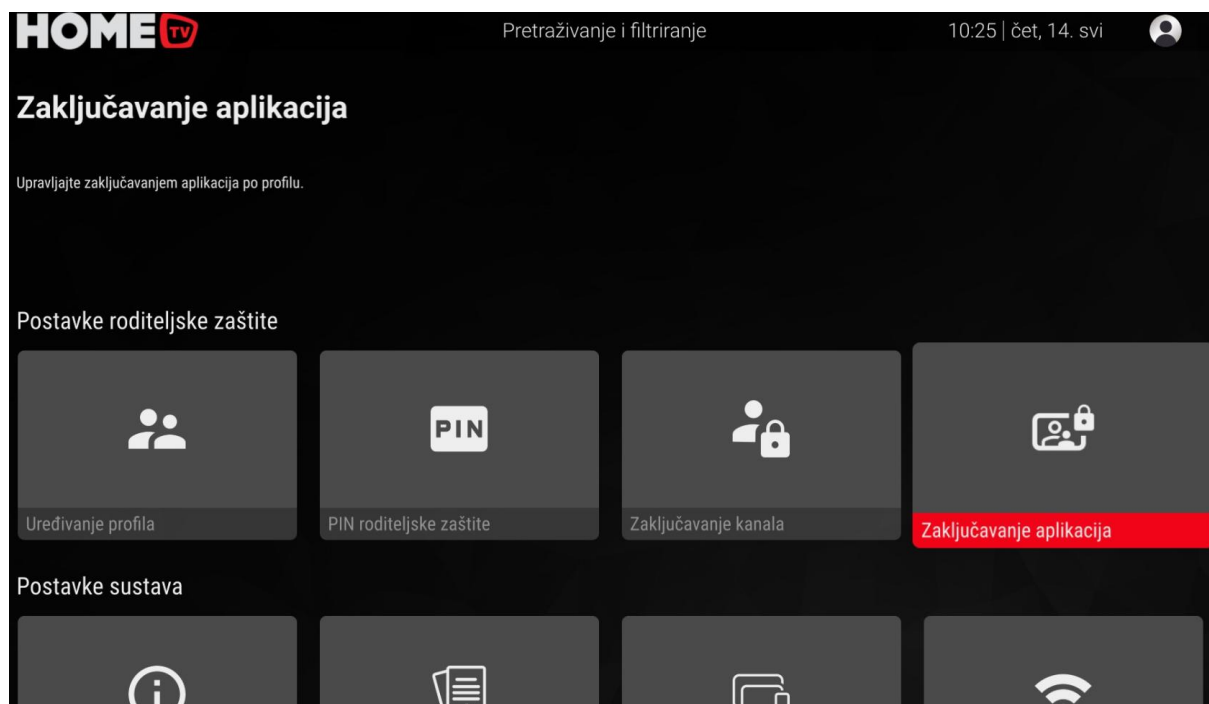 HOME TV
Pretraživanje i filtriranje
10:25 | čet, 14. svi
Zaključavanje aplikacija
Upravljajte zaključavanjem aplikacija po profilu.
Postavke roditeljske zaštite
PIN
Uređivanje profila
PIN roditeljske zaštite
Zaključavanje kanala
Zaključavanje aplikacija
Postavke sustava